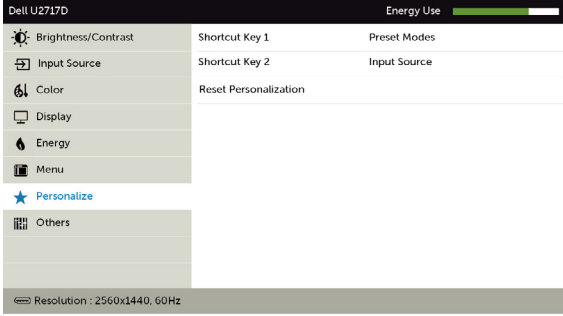 Dell U2717D Energy Use
Brightness/Contrast Shortcut Key 1 Preset Modes
Input Source Shortcut Key 2 Input Source
Color Reset Personalization
Display
Energy
Menu
Personalize
Others
Resolution : 2560x1440, 60Hz